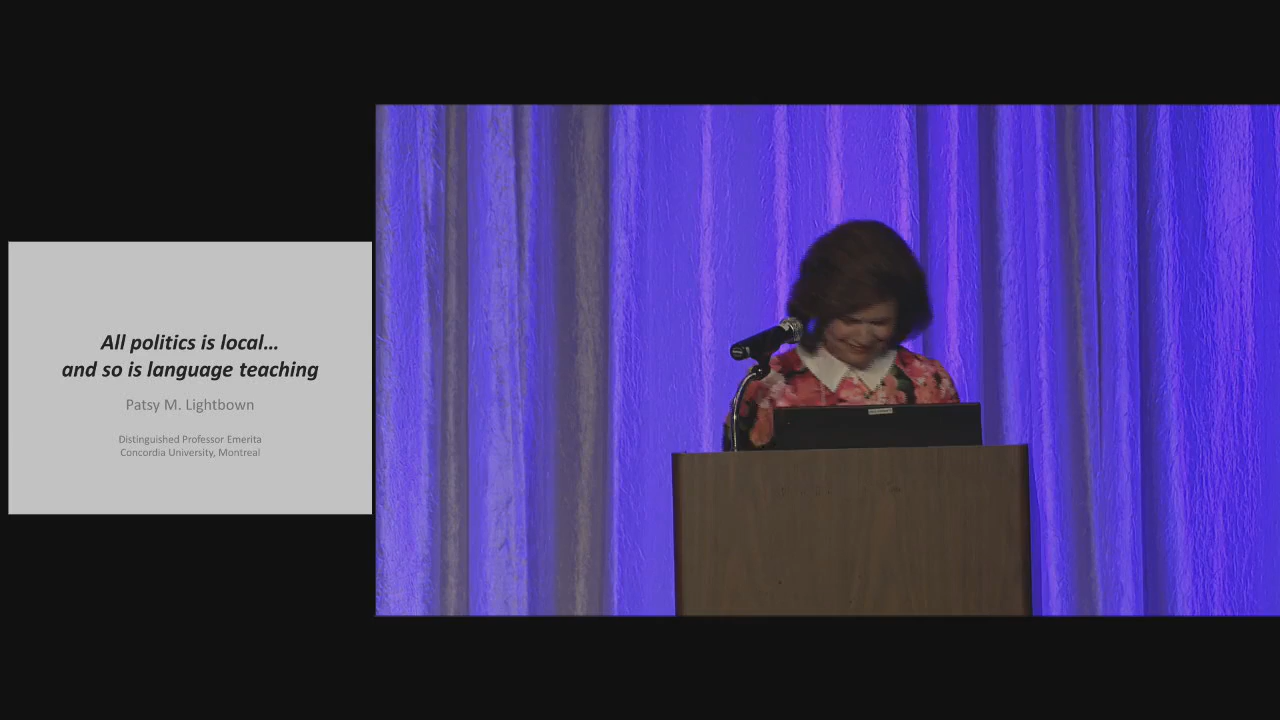 All politics is local…
and so is language teaching
Patsy M. Lightbown
Distinguished Professor Emerita
Concordia University, Montreal